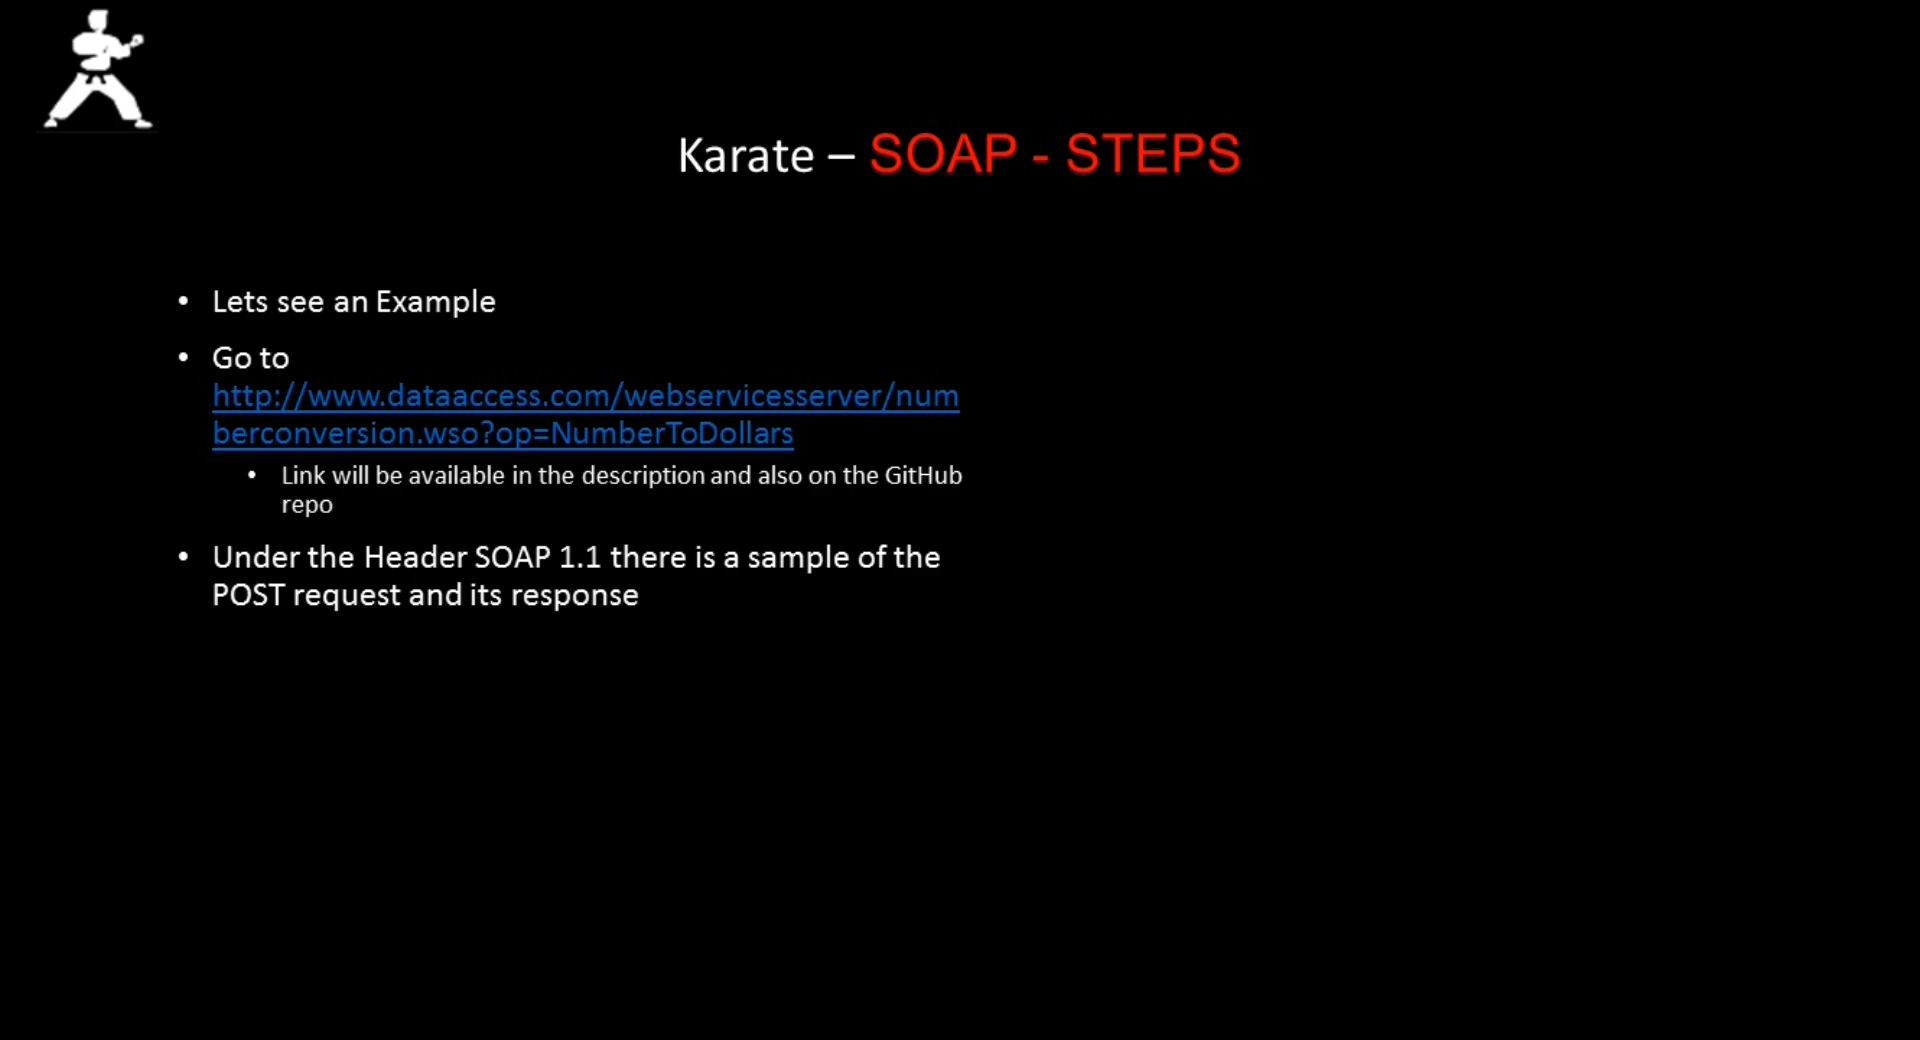 Karate – SOAP - STEPS
• Lets see an Example
• Go to
http://www.dataaccess.com/webservicesserver/num
berconversion.wso?op=NumberToDollars
• Link will be available in the description and also on the GitHub
repo
• Under the Header SOAP 1.1 there is a sample of the
POST request and its response